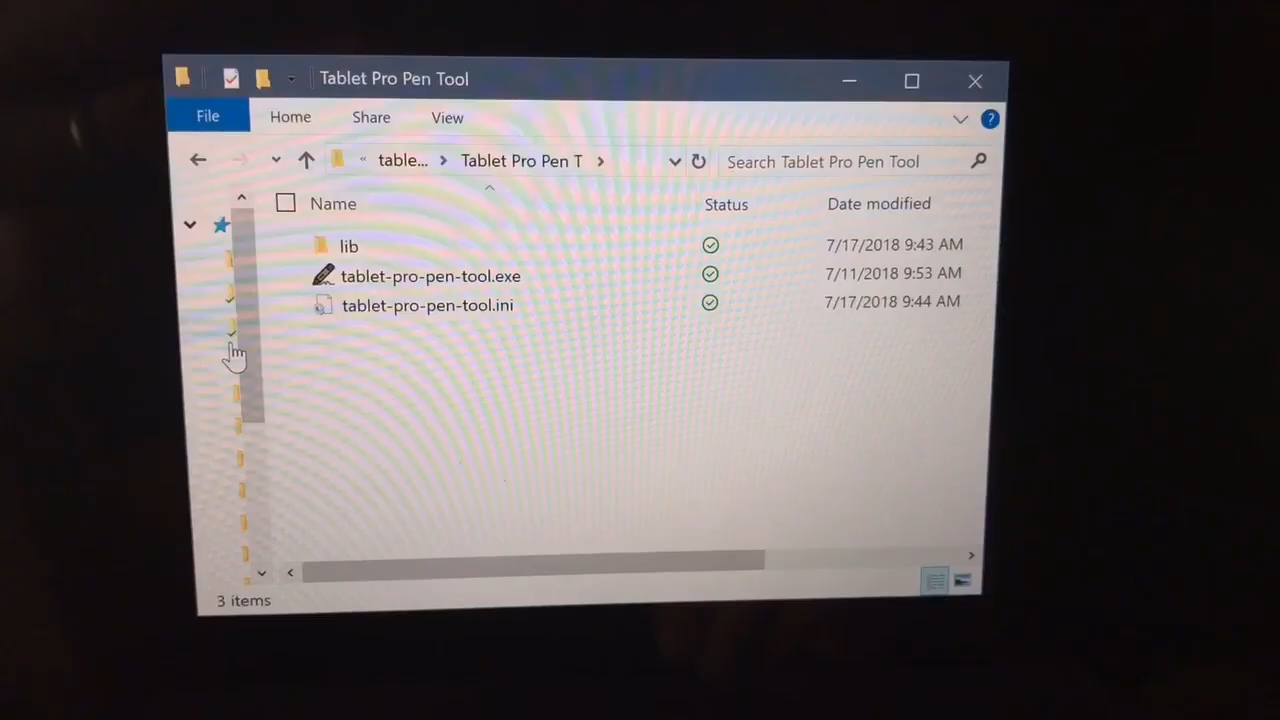 Tablet Pro Pen Tool
File Home Share View
« table... Tablet Pro Pen T Search Tablet Pro Pen Tool
Name Status Date modified
lib 7/17/2018 9:43 AM
tablet-pro-pen-tool.exe 7/11/2018 9:53 AM
tablet-pro-pen-tool.ini 7/17/2018 9:44 AM
3 items